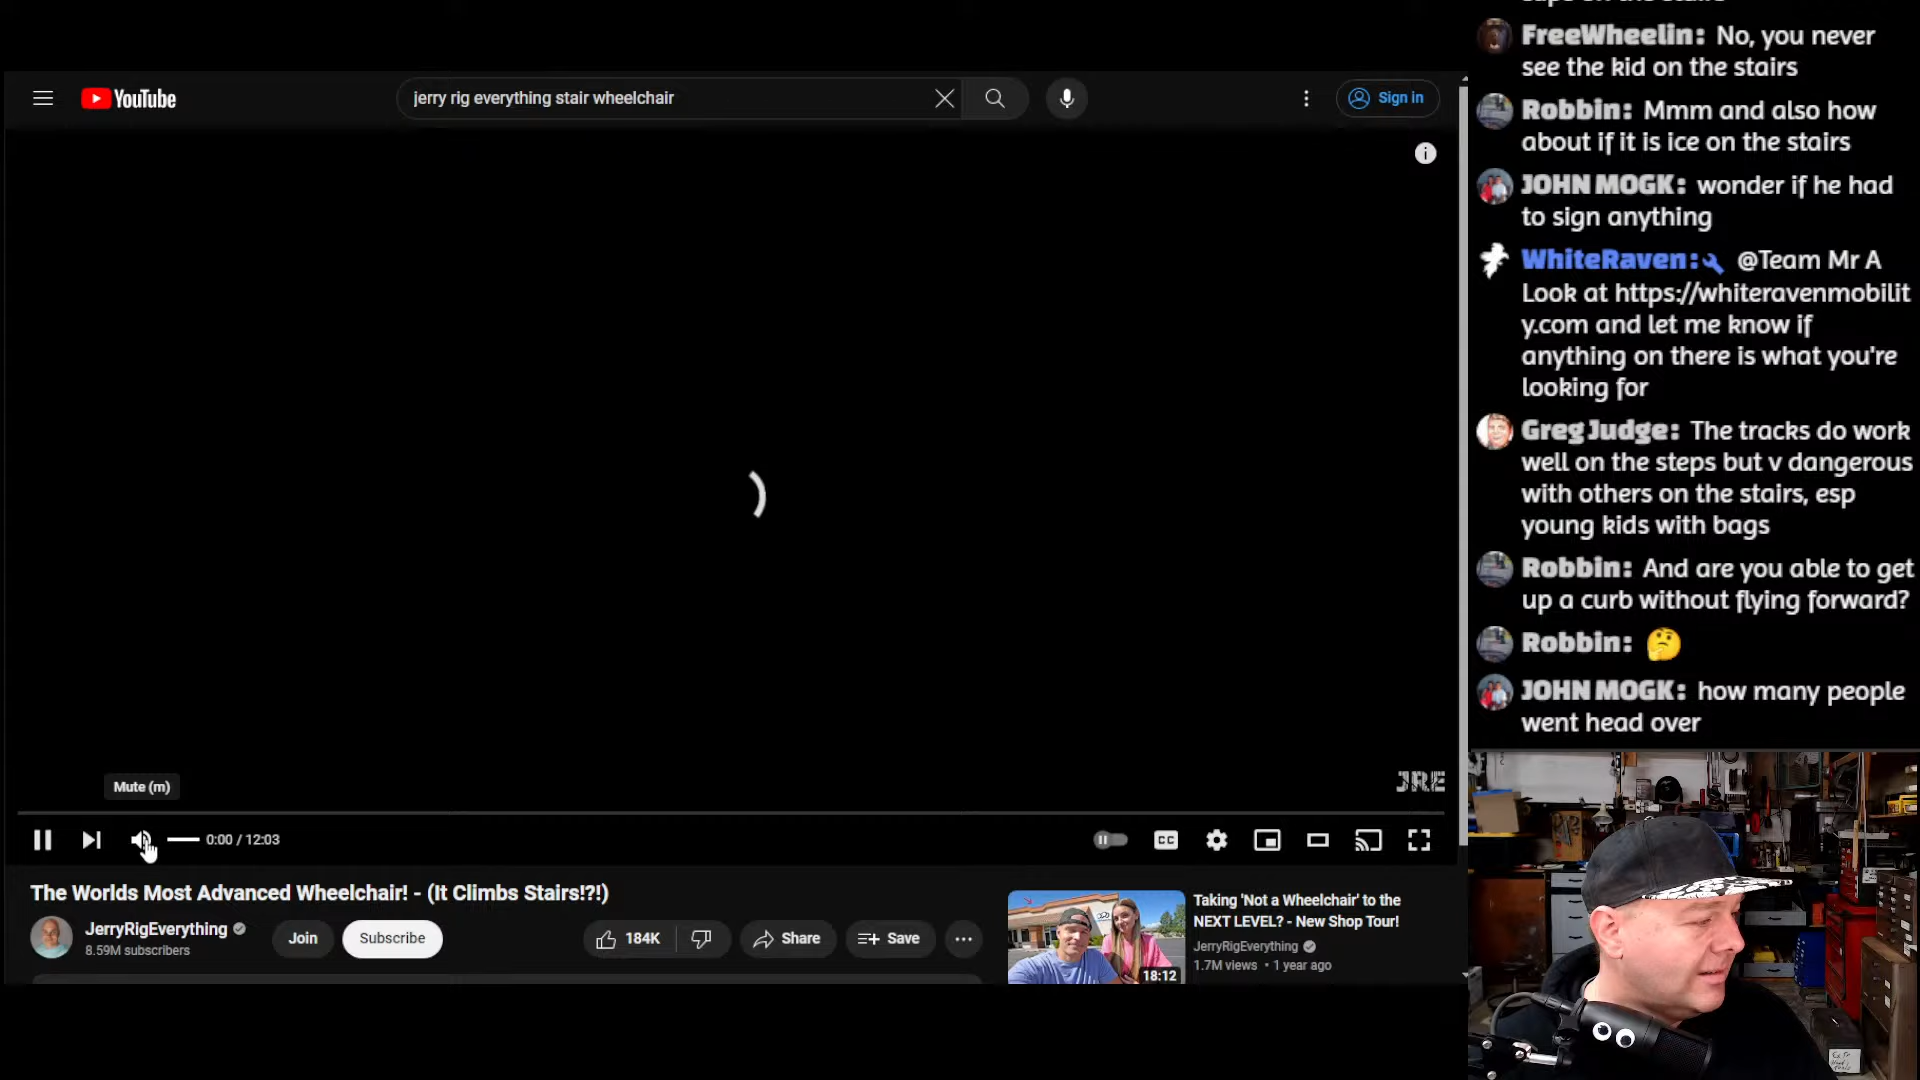 YouTube
jerry rig everything stair wheelchair
Sign in
JRE
Mute (m)
0:00 / 12:03
CC
The Worlds Most Advanced Wheelchair! - (It Climbs Stairs!?!)
JerryRigEverything
8.59M subscribers
Join
Subscribe
184K
Share
Save
18:12
Taking 'Not a Wheelchair' to the
NEXT LEVEL? - New Shop Tour!
JerryRigEverything
1.7M views • 1 year ago
FreeWheelin: No, you never
see the kid on the stairs
Robbin: Mmm and also how
about if it is ice on the stairs
JOHN MOGK: wonder if he had
to sign anything
WhiteRaven: @Team Mr A
Look at https://whiteravenmobilit
y.com and let me know if
anything on there is what you're
looking for
Greg Judge: The tracks do work
well on the steps but v dangerous
with others on the stairs, esp
young kids with bags
Robbin: And are you able to get
up a curb without flying forward?
Robbin: 🤔
JOHN MOGK: how many people
went head over